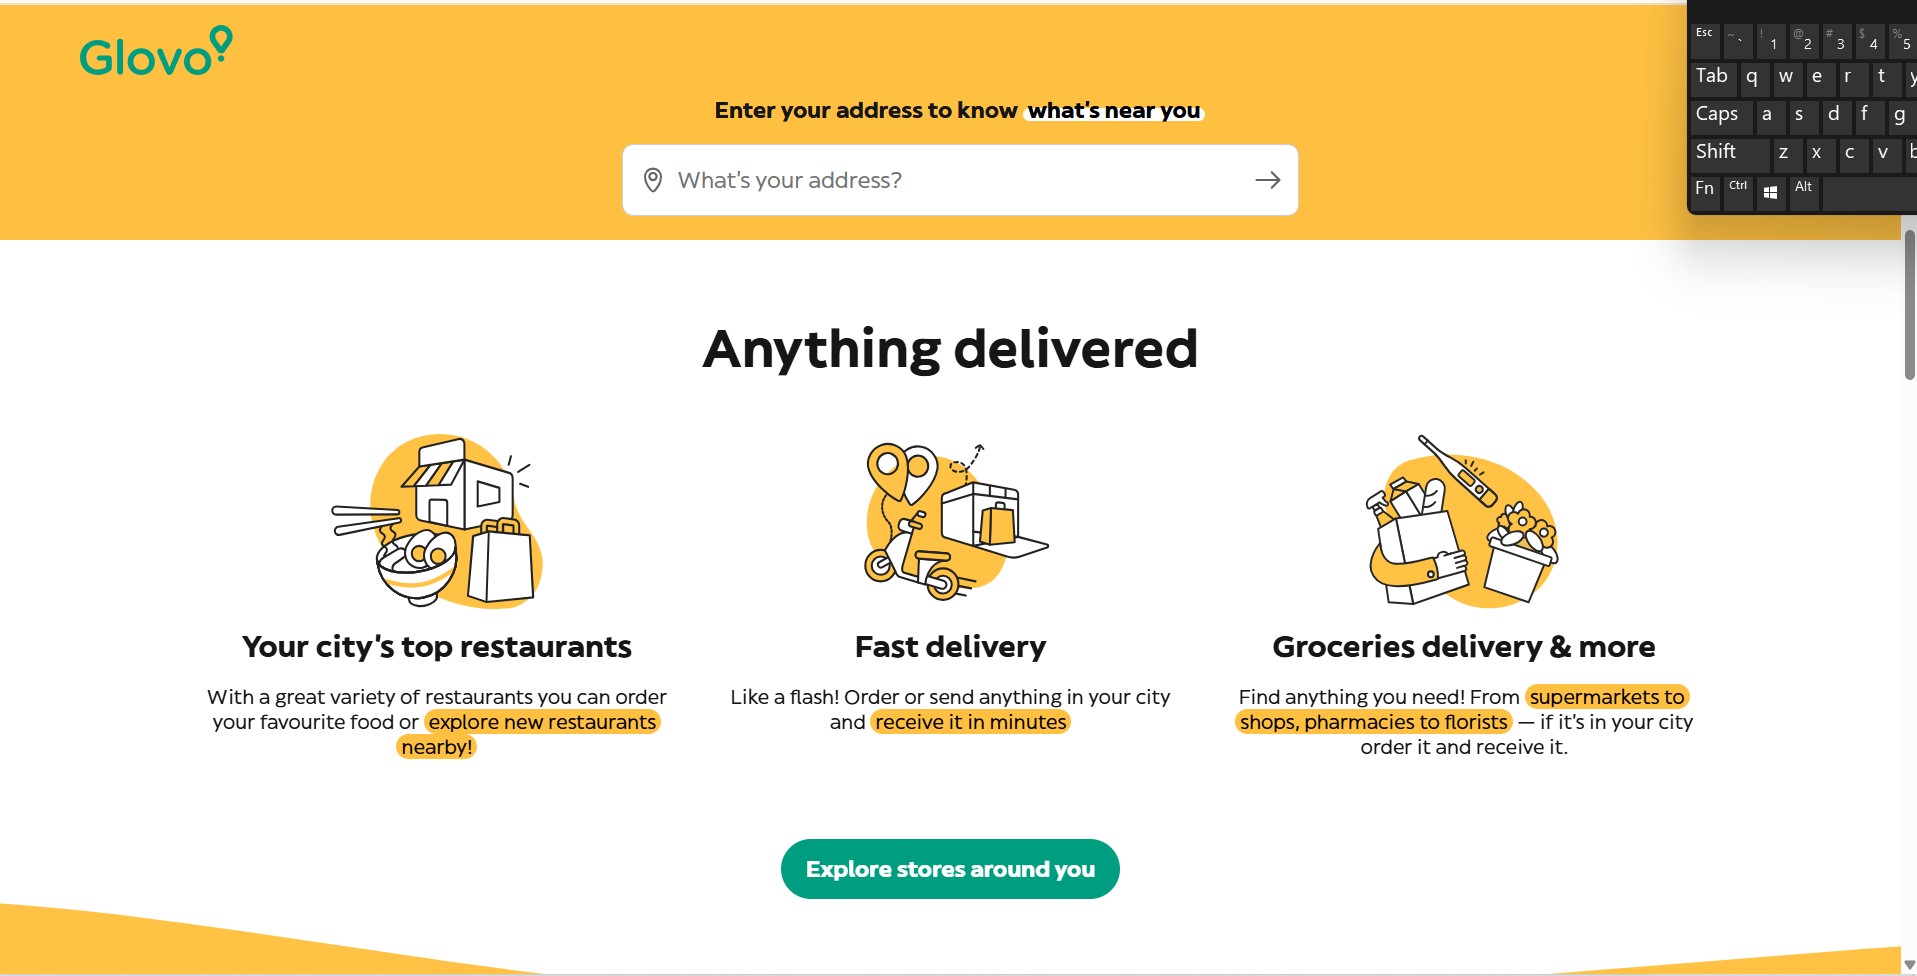 Glovo
Enter your address to know what's near you
What's your address?
Anything delivered
Your city's top restaurants
With a great variety of restaurants you can order
your favourite food or explore new restaurants
nearby!
Fast delivery
Like a flash! Order or send anything in your city
and receive it in minutes
Groceries delivery & more
Find anything you need! From supermarkets to
shops, pharmacies to florists — if it's in your city
order it and receive it.
Explore stores around you
Esc ~ ` ! 1 @ 2 # 3 $ 4 % 5
Tab q w e r t y
Caps a s d f g
Shift z x c v b
Fn Ctrl Alt